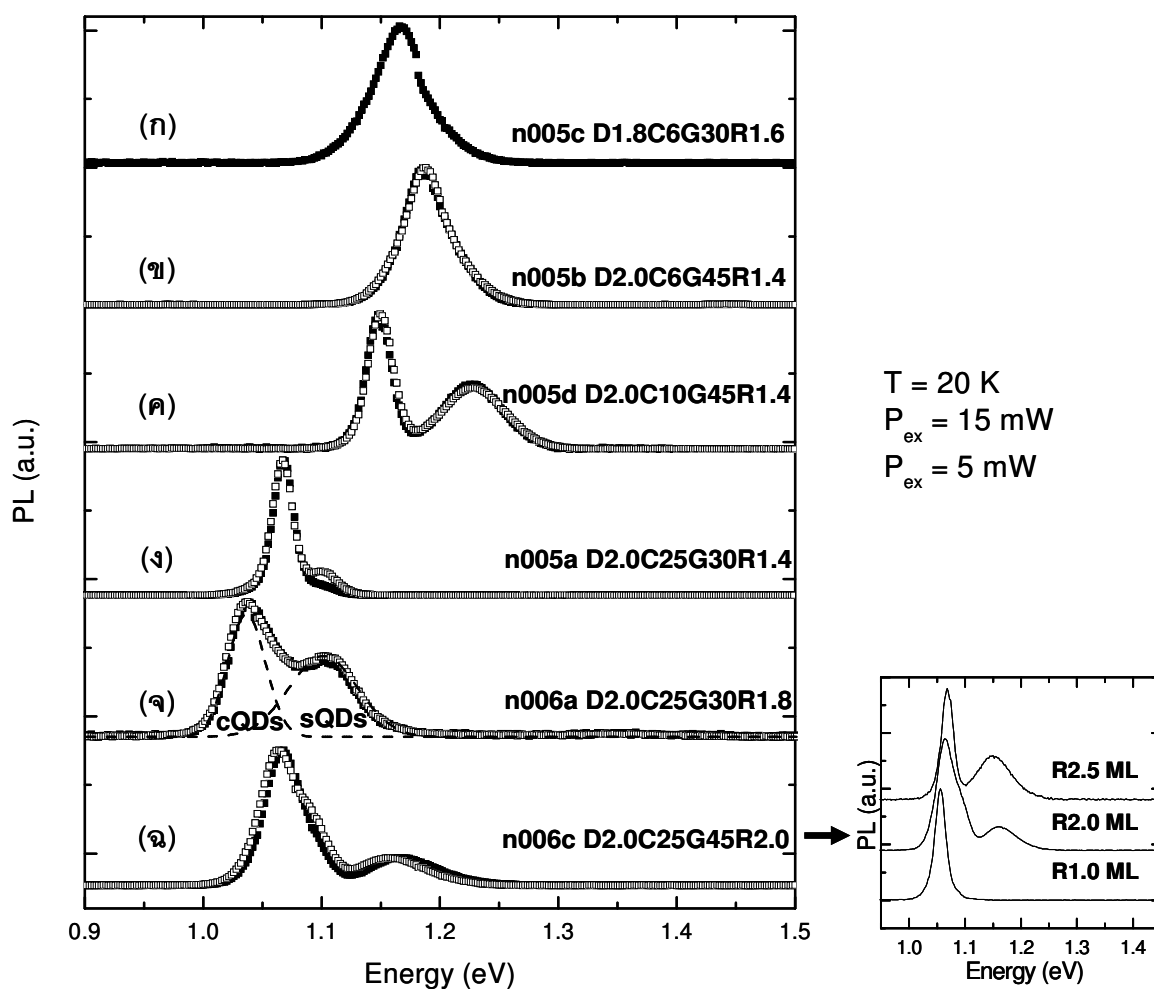 (ก)
n005c D1.8C6G30R1.6
(ข)
n005b D2.0C6G45R1.4
(ค)
n005d D2.0C10G45R1.4
(ง)
n005a D2.0C25G30R1.4
(จ)
cQDs
sQDs
n006a D2.0C25G30R1.8
(ฉ)
n006c D2.0C25G45R2.0
PL (a.u.)
0.9 1.0 1.1 1.2 1.3 1.4 1.5
Energy (eV)
T = 20 K
Pex = 15 mW
Pex = 5 mW
R2.5 ML
R2.0 ML
R1.0 ML
PL (a.u.)
1.0 1.1 1.2 1.3 1.4
Energy (eV)